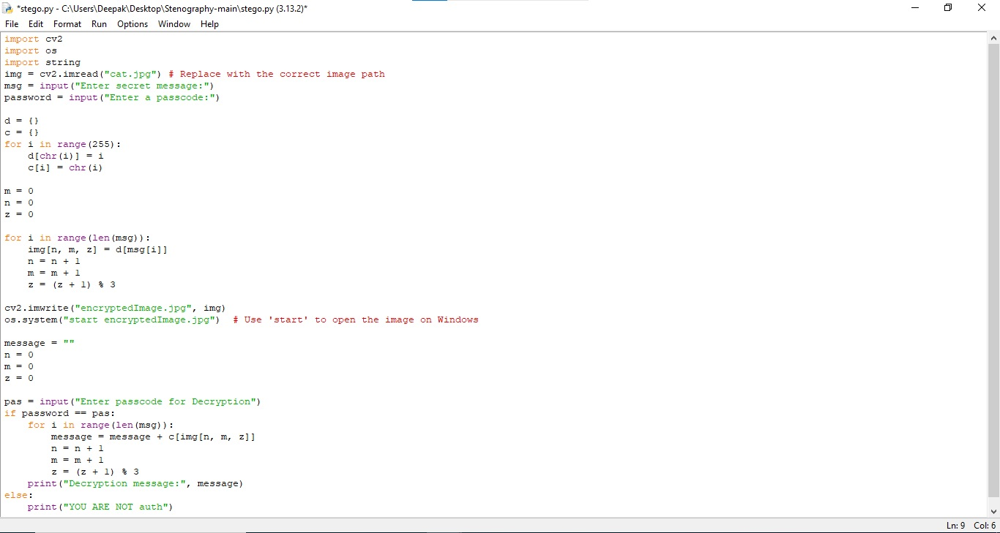 *stego.py - C:\Users\Deepak\Desktop\Stenography-main\stego.py (3.13.2)*
File Edit Format Run Options Window Help
import cv2
import os
import string
img = cv2.imread("cat.jpg") # Replace with the correct image path
msg = input("Enter secret message:")
password = input("Enter a passcode:")

d = {}
c = {}
for i in range(255):
    d[chr(i)] = i
    c[i] = chr(i)

m = 0
n = 0
z = 0

for i in range(len(msg)):
    img[n, m, z] = d[msg[i]]
    n = n + 1
    m = m + 1
    z = (z + 1) % 3

cv2.imwrite("encryptedImage.jpg", img)
os.system("start encryptedImage.jpg")  # Use 'start' to open the image on Windows

message = ""
n = 0
m = 0
z = 0

pas = input("Enter passcode for Decryption")
if password == pas:
    for i in range(len(msg)):
        message = message + c[img[n, m, z]]
        n = n + 1
        m = m + 1
        z = (z + 1) % 3
    print("Decryption message:", message)
else:
    print("YOU ARE NOT auth")
Ln: 9 Col: 6